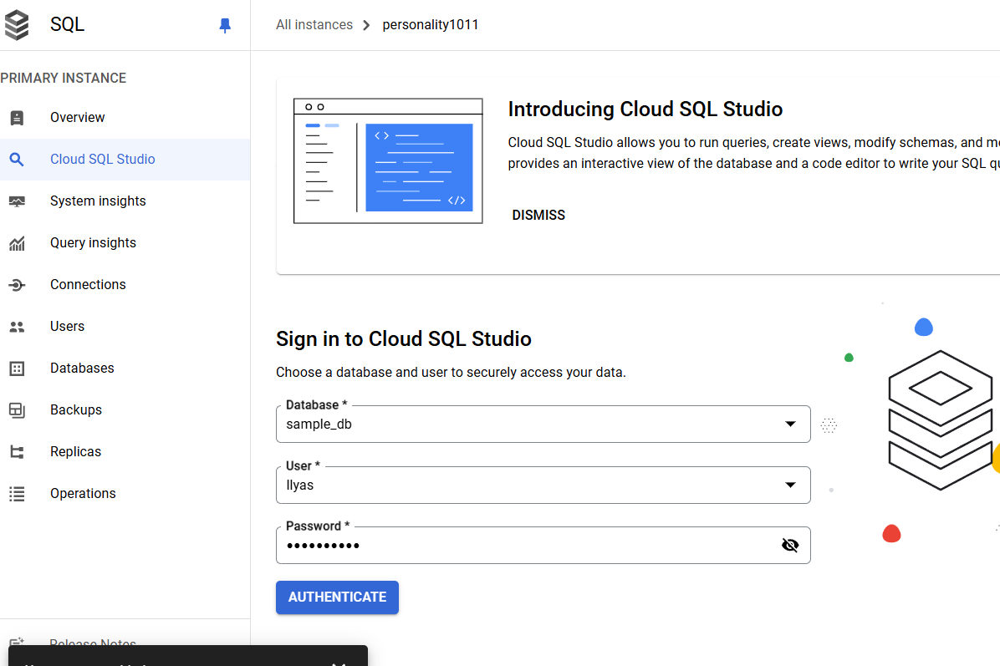 SQL
All instances
personality1011
PRIMARY INSTANCE
Overview
Cloud SQL Studio
System insights
Query insights
Connections
Users
Databases
Backups
Replicas
Operations
Release Notes
Introducing Cloud SQL Studio
Cloud SQL Studio allows you to run queries, create views, modify schemas, and
provides an interactive view of the database and a code editor to write your SQL
DISMISS
Sign in to Cloud SQL Studio
Choose a database and user to securely access your data.
Database *
sample_db
User *
Ilyas
Password *
••••••••••
AUTHENTICATE